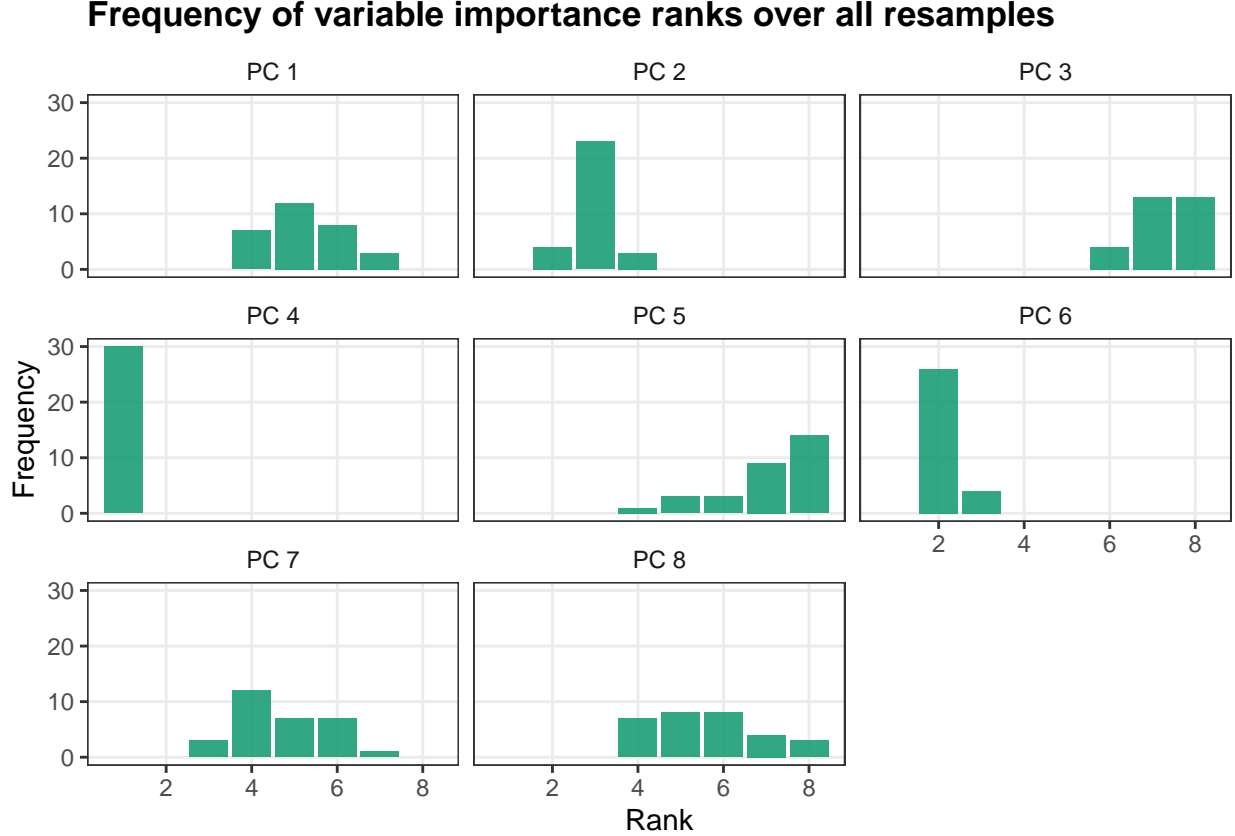 Frequency of variable importance ranks over all resamples
PC 1 PC 2 PC 3
30
20
10
0
PC 4 PC 5 PC 6
30
20
10
0
2 4 6 8
PC 7 PC 8
30
20
10
0
2 4 6 8 2 4 6 8
Frequency
Rank